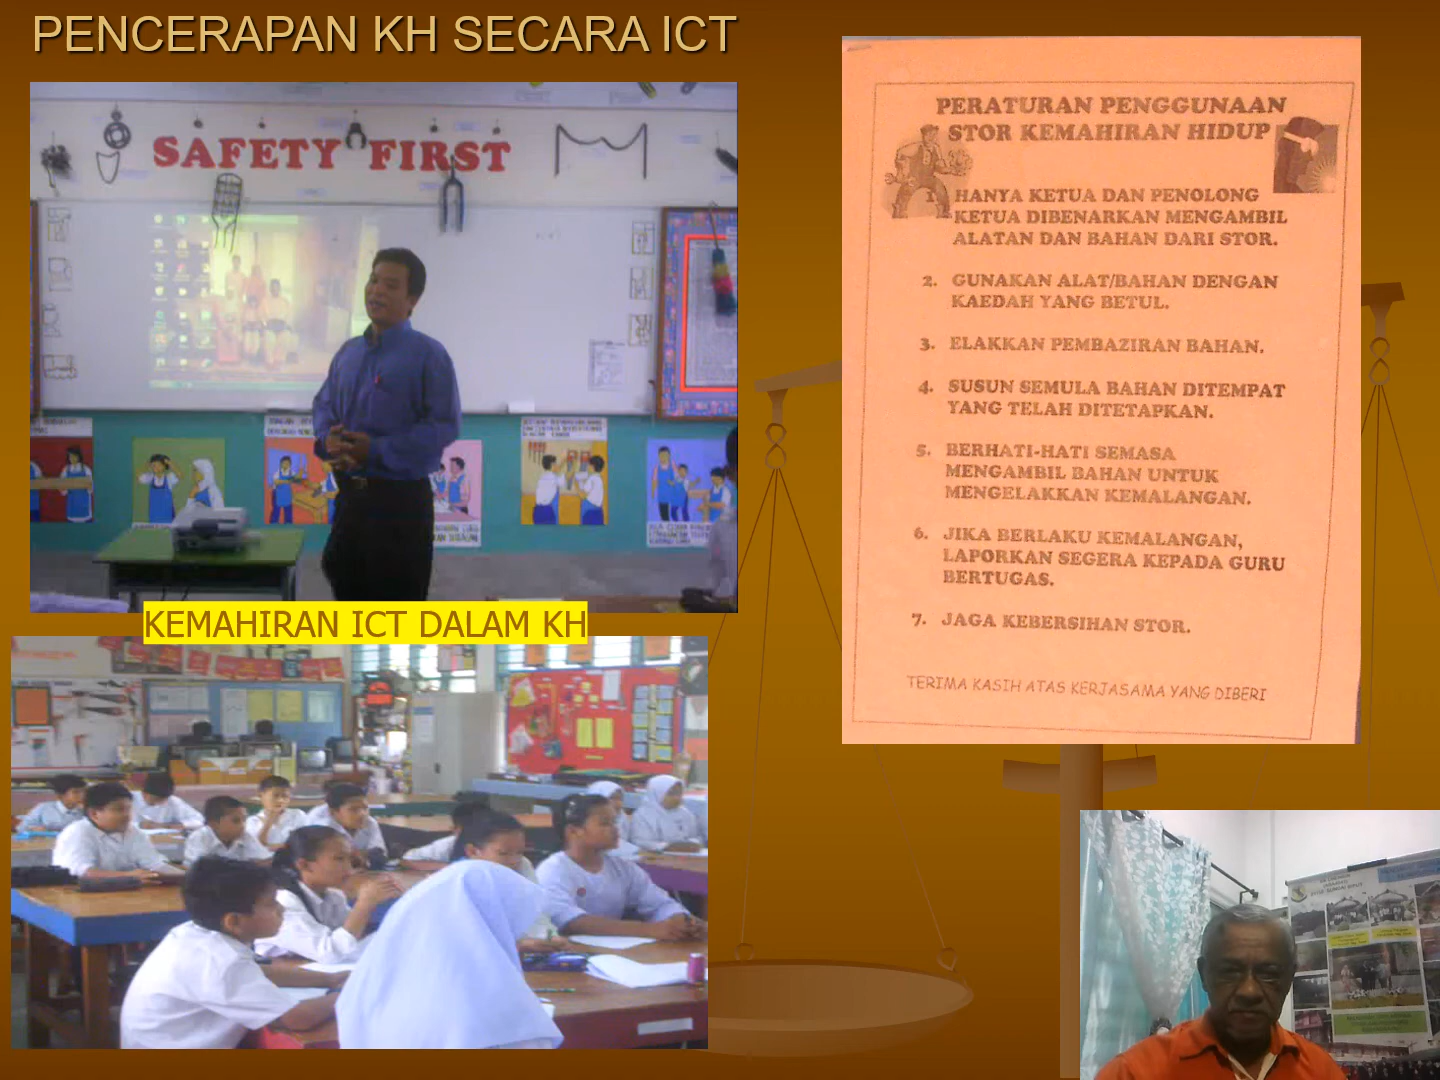 PENCERAPAN KH SECARA ICT
SAFETY FIRST
KEMAHIRAN ICT DALAM KH
PERATURAN PENGGUNAAN
STOR KEMAHIRAN HIDUP
1. HANYA KETUA DAN PENOLONG
KETUA DIBENARKAN MENGAMBIL
ALATAN DAN BAHAN DARI STOR.
2. GUNAKAN ALAT/BAHAN DENGAN
KAEDAH YANG BETUL.
3. ELAKKAN PEMBAZIRAN BAHAN.
4. SUSUN SEMULA BAHAN DITEMPAT
YANG TELAH DITETAPKAN.
5. BERHATI-HATI SEMASA
MENGAMBIL BAHAN UNTUK
MENGELAKKAN KEMALANGAN.
6. JIKA BERLAKU KEMALANGAN,
LAPORKAN SEGERA KEPADA GURU
BERTUGAS.
7. JAGA KEBERSIHAN STOR.
TERIMA KASIH ATAS KERJASAMA YANG DIBERI